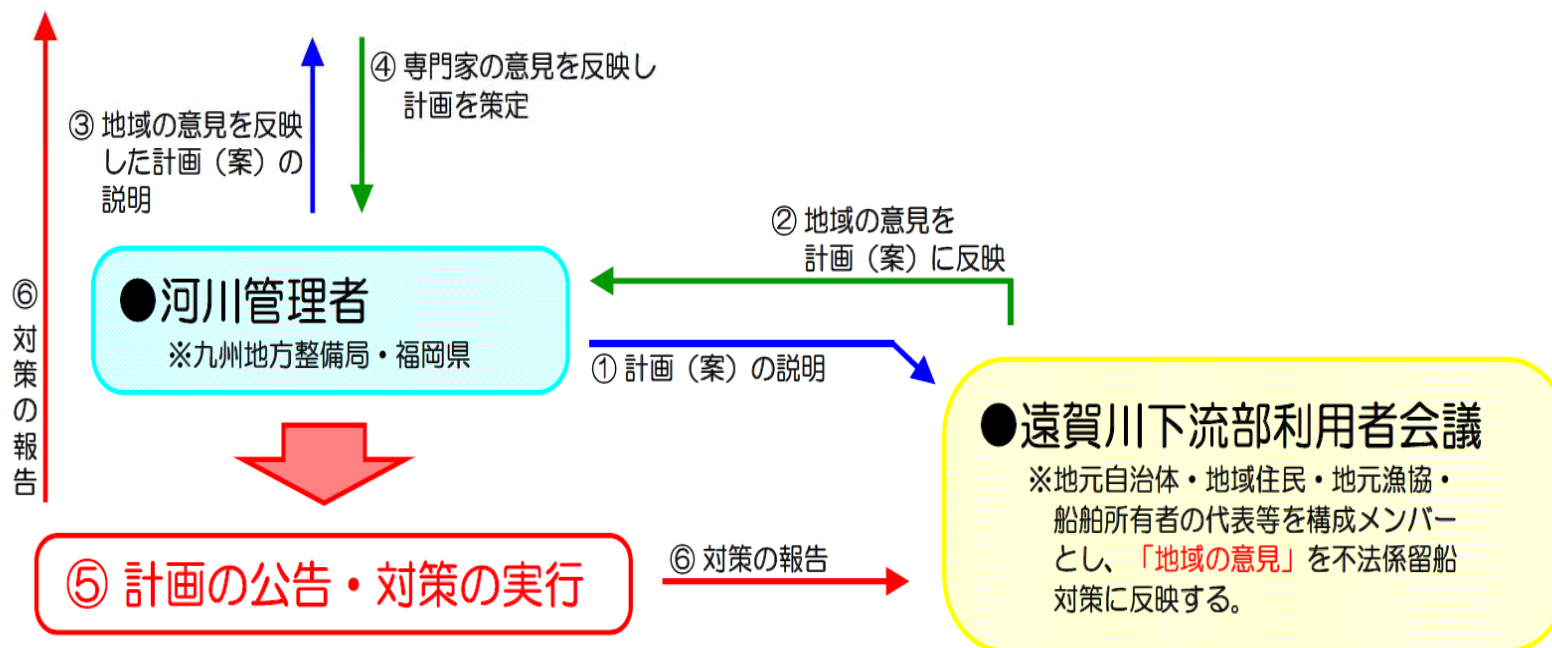 ④ 専門家の意見を反映し
計画を策定
③ 地域の意見を反映
した計画（案）の
説明
② 地域の意見を
計画（案）に反映
⑥ 対策の報告
●河川管理者
※九州地方整備局・福岡県
① 計画（案）の説明
●遠賀川下流部利用者会議
※地元自治体・地域住民・地元漁協・
船舶所有者の代表等を構成メンバー
とし、「地域の意見」を不法係留船
対策に反映する。
⑤ 計画の公告・対策の実行
⑥ 対策の報告